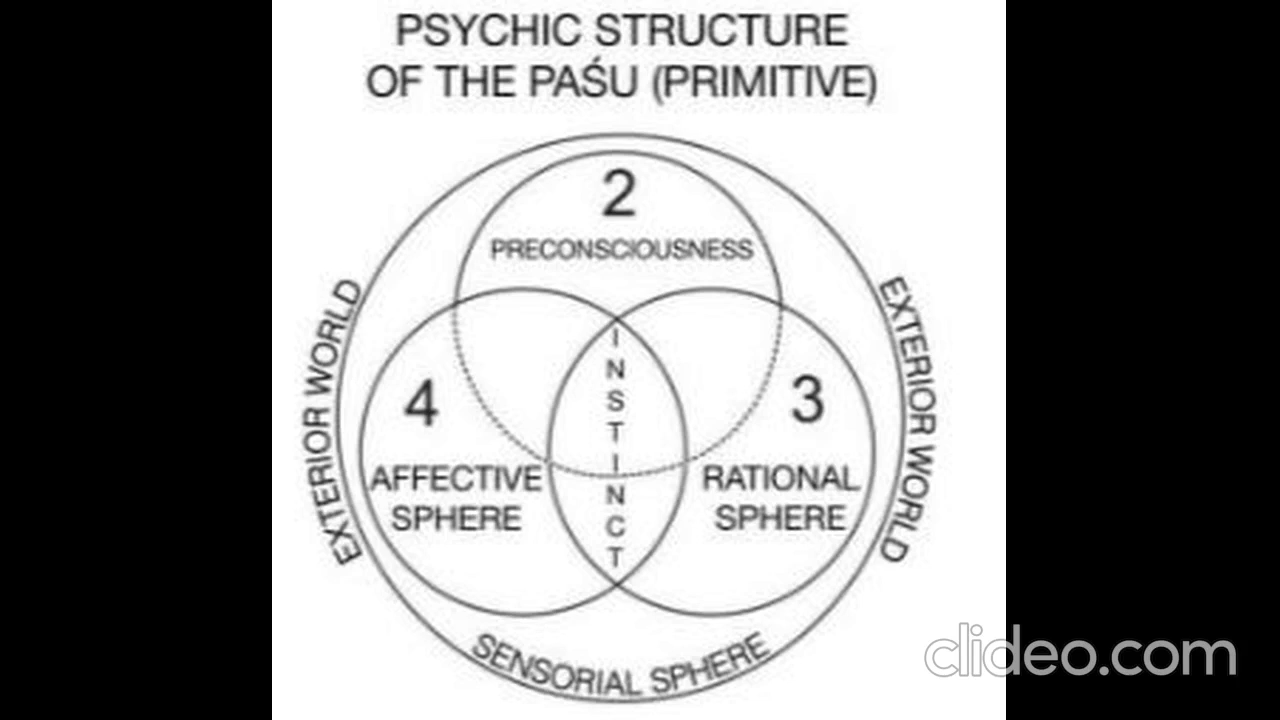 PSYCHIC STRUCTURE
OF THE PAŚU (PRIMITIVE)
2
PRECONSCIOUSNESS
EXTERIOR WORLD
EXTERIOR WORLD
INSTINCT
4
AFFECTIVE
SPHERE
3
RATIONAL
SPHERE
SENSORIAL SPHERE
clideo.com